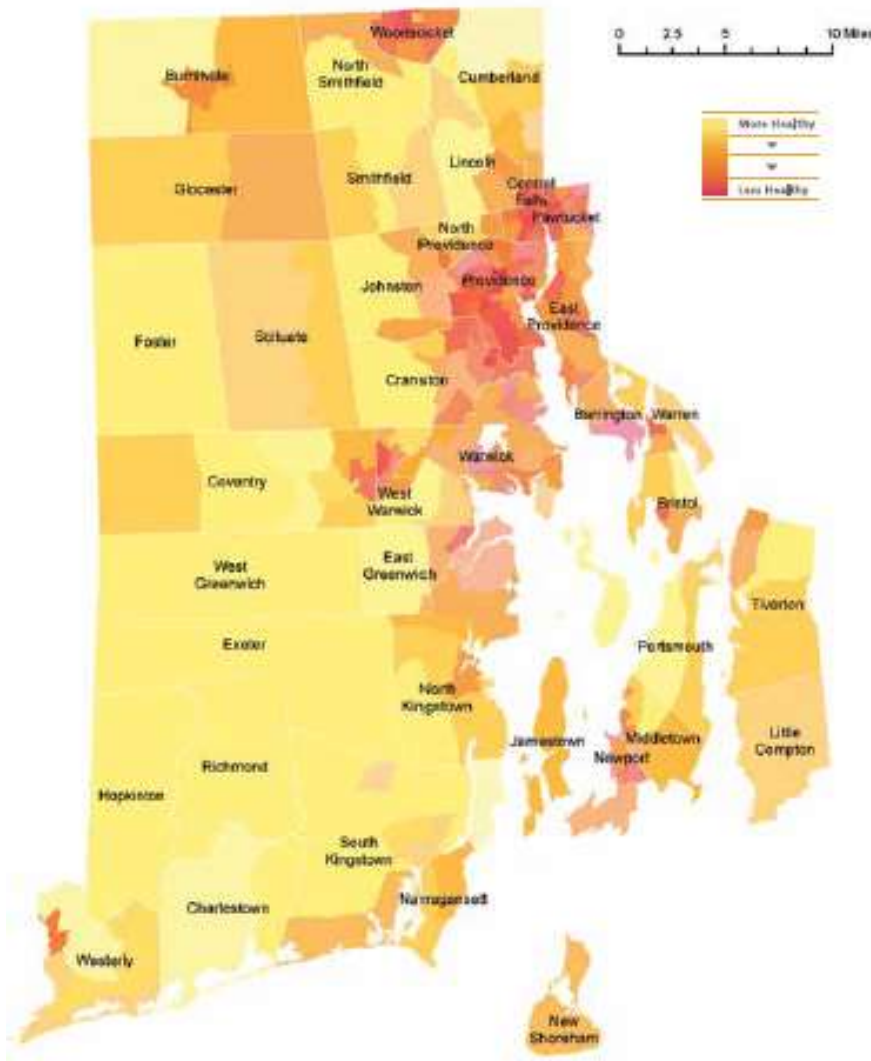 Woonsocket
0 2.5 5 10 Miles
Burrillville
North
Smithfield
Cumberland
More Healthy
Less Healthy
Glocester
Smithfield
Lincoln
Central
Falls
Pawtucket
North
Providence
Johnston
Providence
Foster
Scituate
East
Providence
Cranston
Barrington
Warren
Coventry
West
Warwick
Warwick
Bristol
West
Greenwich
East
Greenwich
Tiverton
Exeter
Portsmouth
North
Kingstown
Jamestown
Middletown
Newport
Little
Compton
Richmond
Hopkinton
South
Kingstown
Charlestown
Narragansett
Westerly
New
Shoreham